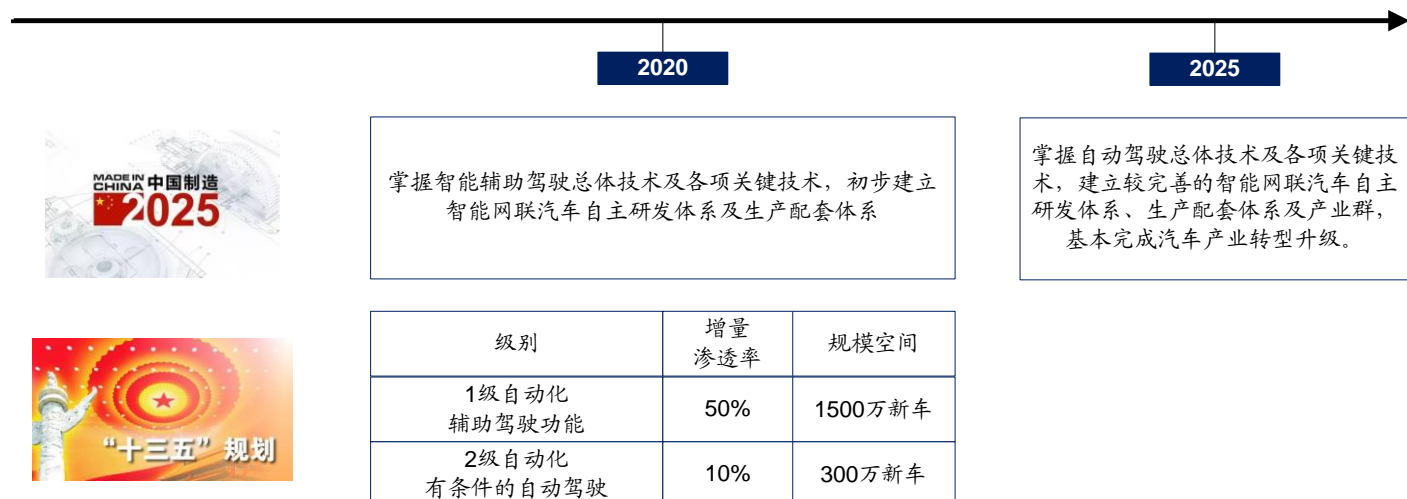 2020
2025
MADE IN
CHINA 中国制造
2025
掌握智能辅助驾驶总体技术及各项关键技术，初步建立
智能网联汽车自主研发体系及生产配套体系
掌握自动驾驶总体技术及各项关键技
术，建立较完善的智能网联汽车自主
研发体系、生产配套体系及产业群，
基本完成汽车产业转型升级。
“十三五”规划
级别
增量
渗透率
规模空间
1级自动化
辅助驾驶功能
50%
1500万新车
2级自动化
有条件的自动驾驶
10%
300万新车